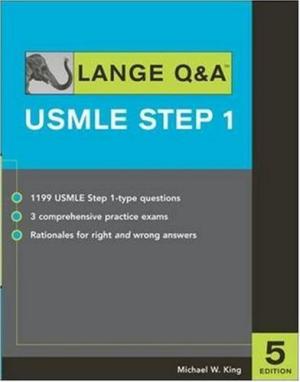 LANGE Q&A™
USMLE STEP 1
1199 USMLE Step 1-type questions
3 comprehensive practice exams
Rationales for right and wrong answers
Michael W. King
5
EDITION